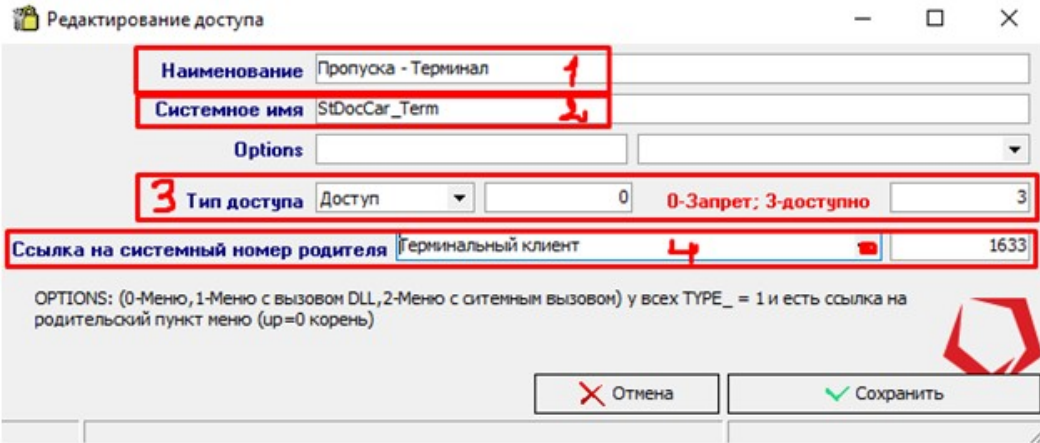 Редактирование доступа
Наименование Пропуска - Терминал 1
Системное имя StDocCar_Term 2
Options
3 Тип доступа Доступ 0 0-Запрет; 3-доступно 3
Ссылка на системный номер родителя Терминальный клиент 4 1633
OPTIONS: (0-Меню,1-Меню с вызовом DLL,2-Меню с ситемным вызовом) у всех TYPE_ = 1 и есть ссылка на
родительский пункт меню (up=0 корень)
Отмена Сохранить